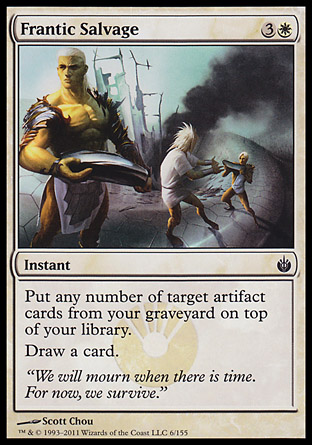 Frantic Salvage 3
Instant
Put any number of target artifact
cards from your graveyard on top
of your library.
Draw a card.
“We will mourn when there is time.
For now, we survive.”
Scott Chou
™ & © 1993–2011 Wizards of the Coast LLC 6/155